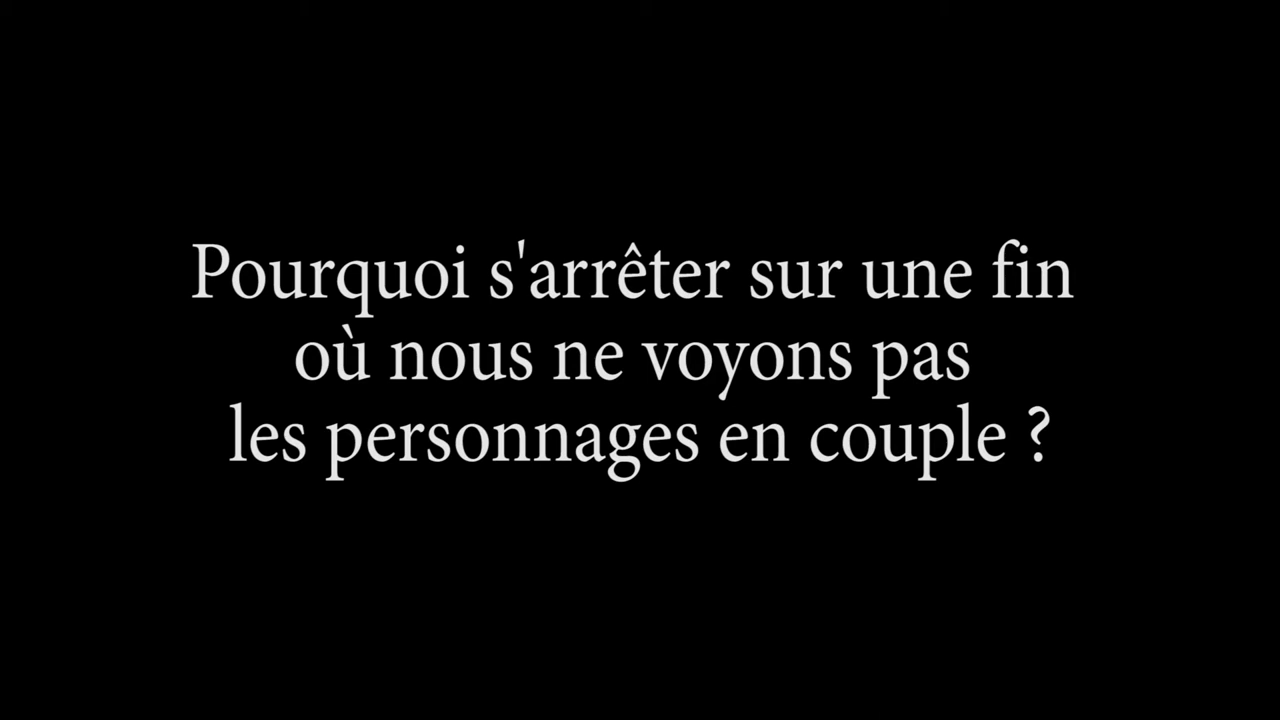 Pourquoi s'arrêter sur une fin
où nous ne voyons pas
les personnages en couple ?